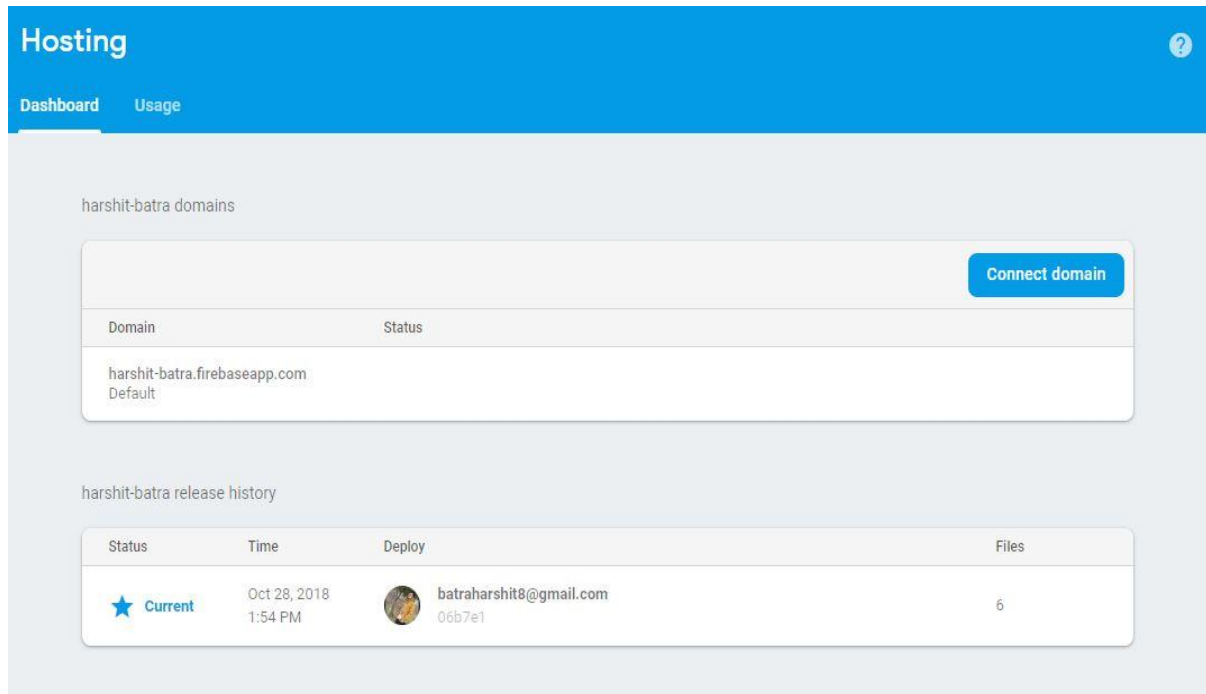 Hosting
?
Dashboard Usage
harshit-batra domains
Connect domain
Domain Status
harshit-batra.firebaseapp.com
Default
harshit-batra release history
Status Time Deploy Files
Current Oct 28, 2018 batraharshit8@gmail.com 6
1:54 PM 06b7e1